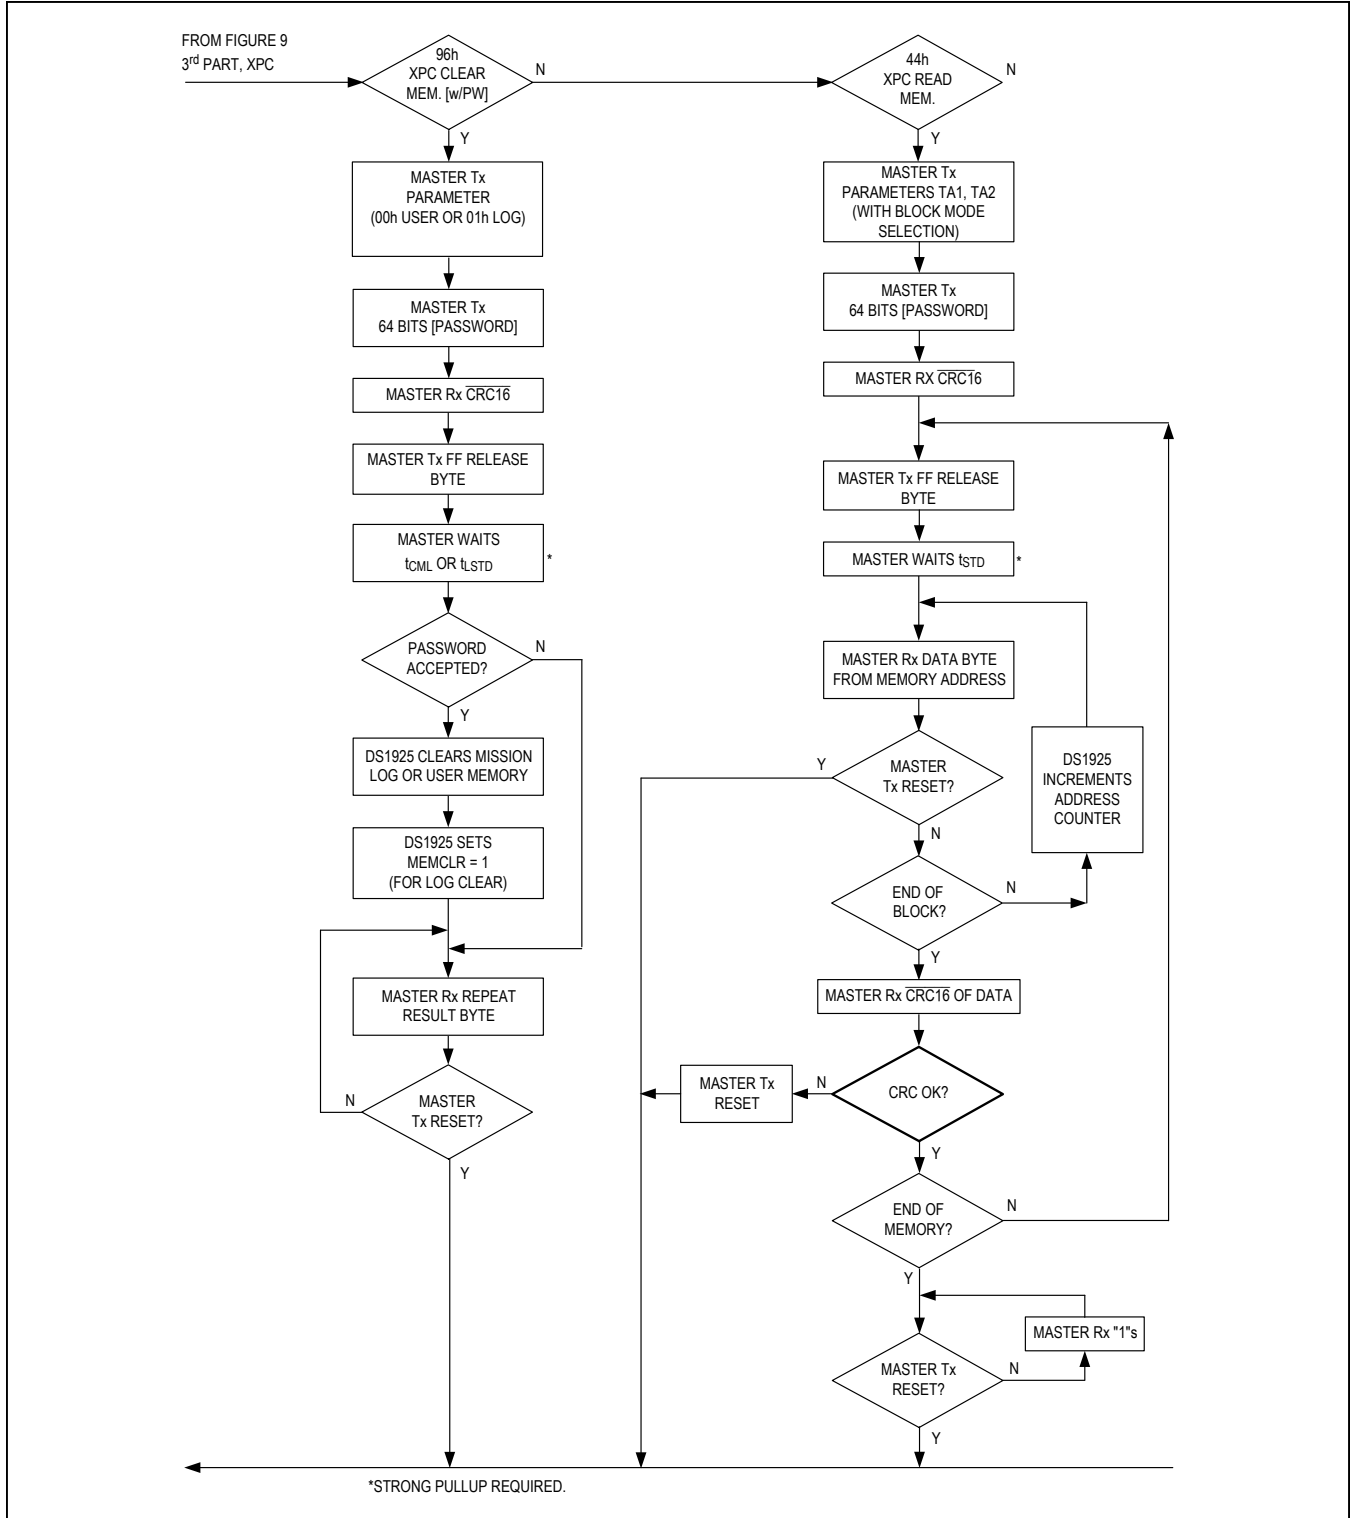 FROM FIGURE 9
3rd PART, XPC
96h
XPC CLEAR
MEM. [w/PW]
N
Y
MASTER Tx
PARAMETER
(00h USER OR 01h LOG)
MASTER Tx
64 BITS [PASSWORD]
MASTER Rx CRC16
MASTER Tx FF RELEASE
BYTE
MASTER WAITS
tCML OR tLSTD
*
PASSWORD
ACCEPTED?
N
Y
DS1925 CLEARS MISSION
LOG OR USER MEMORY
DS1925 SETS
MEMCLR = 1
(FOR LOG CLEAR)
MASTER Rx REPEAT
RESULT BYTE
MASTER
Tx RESET?
N
Y
44h
XPC READ
MEM.
N
Y
MASTER Tx
PARAMETERS TA1, TA2
(WITH BLOCK MODE
SELECTION)
MASTER Tx
64 BITS [PASSWORD]
MASTER RX CRC16
MASTER Tx FF RELEASE
BYTE
MASTER WAITS tSTD
*
MASTER Rx DATA BYTE
FROM MEMORY ADDRESS
MASTER
Tx RESET?
Y
N
DS1925
INCREMENTS
ADDRESS
COUNTER
END OF
BLOCK?
N
Y
MASTER Rx CRC16 OF DATA
CRC OK?
N
MASTER Tx
RESET
Y
END OF
MEMORY?
N
Y
MASTER Rx "1"s
MASTER Tx
RESET?
N
Y
*STRONG PULLUP REQUIRED.